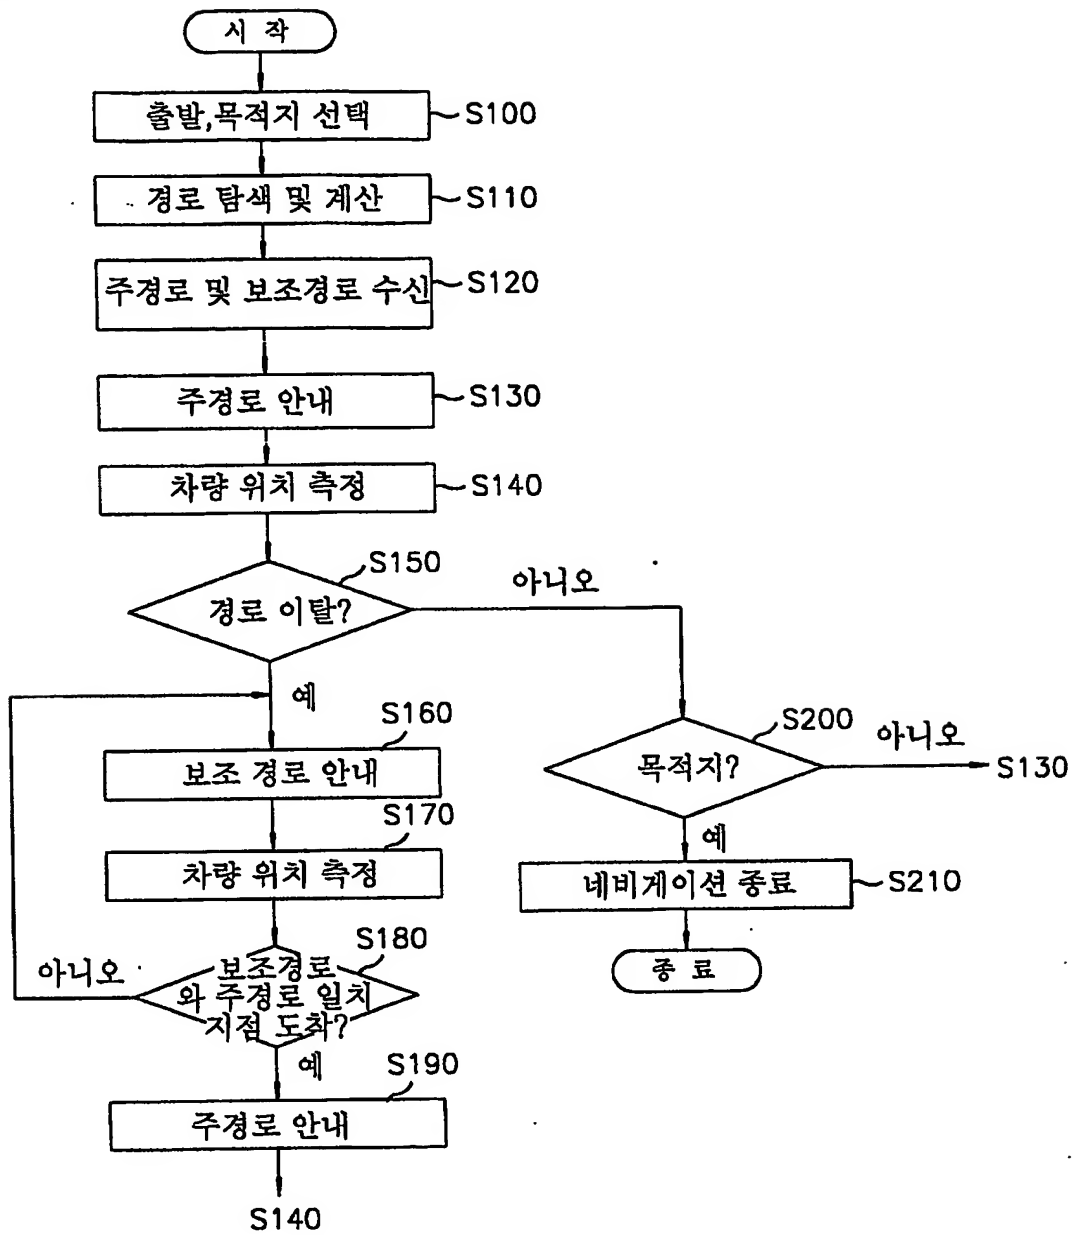 시 작
출발,목적지 선택
S100
경로 탐색 및 계산
S110
주경로 및 보조경로 수신
S120
주경로 안내
S130
차량 위치 측정
S140
S150
경로 이탈?
아니오
예
S160
보조 경로 안내
S170
차량 위치 측정
S180
보조경로
와 주경로 일치
지점 도착?
아니오
예
S190
주경로 안내
S140
S200
목적지?
아니오
S130
예
네비게이션 종료
S210
종 료